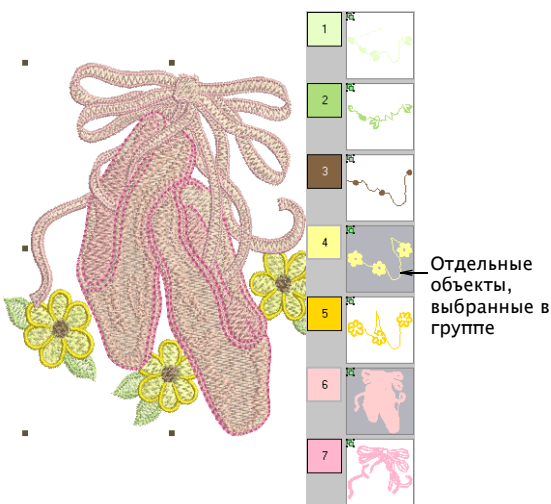 1
2
3
4
Отдельные
объекты,
выбранные в
группе
5
6
7